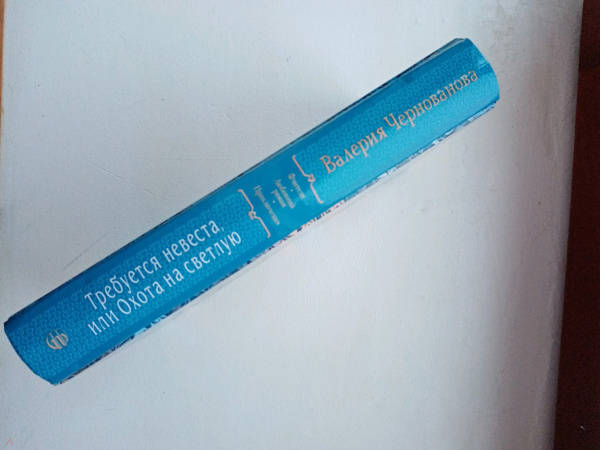 Валерия Чернованова
Требуется невеста,
или Охота на светлую